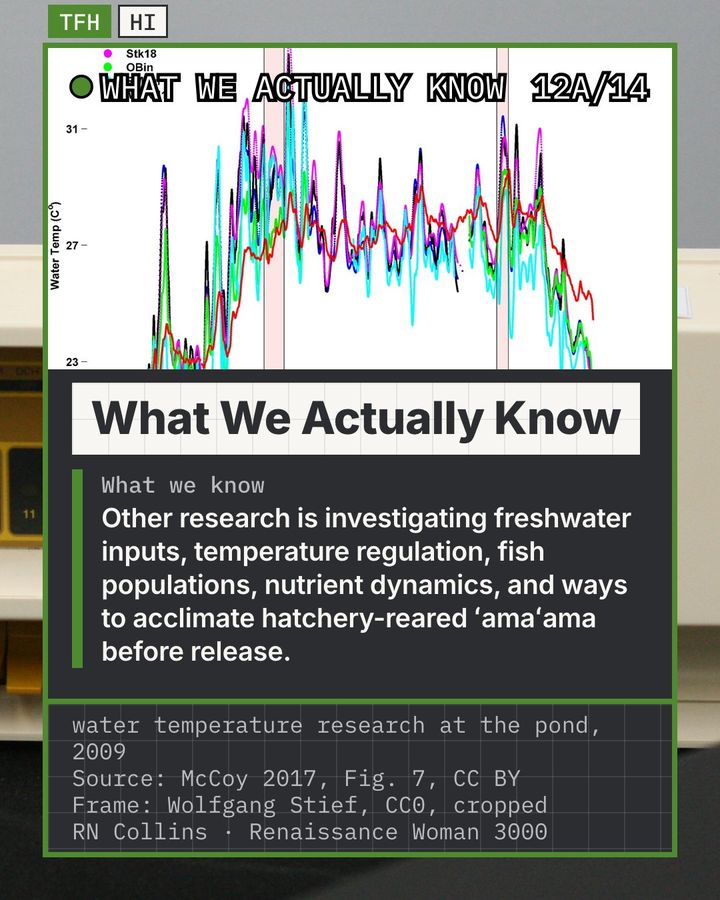 TFH HI
Stk18
OBin
WHAT WE ACTUALLY KNOW 12A/14
31
27
23
Water Temp (C°)
What We Actually Know
What we know
Other research is investigating freshwater
inputs, temperature regulation, fish
populations, nutrient dynamics, and ways
to acclimate hatchery-reared ʻamaʻama
before release.
11
water temperature research at the pond,
2009
Source: McCoy 2017, Fig. 7, CC BY
Frame: Wolfgang Stief, CC0, cropped
RN Collins · Renaissance Woman 3000